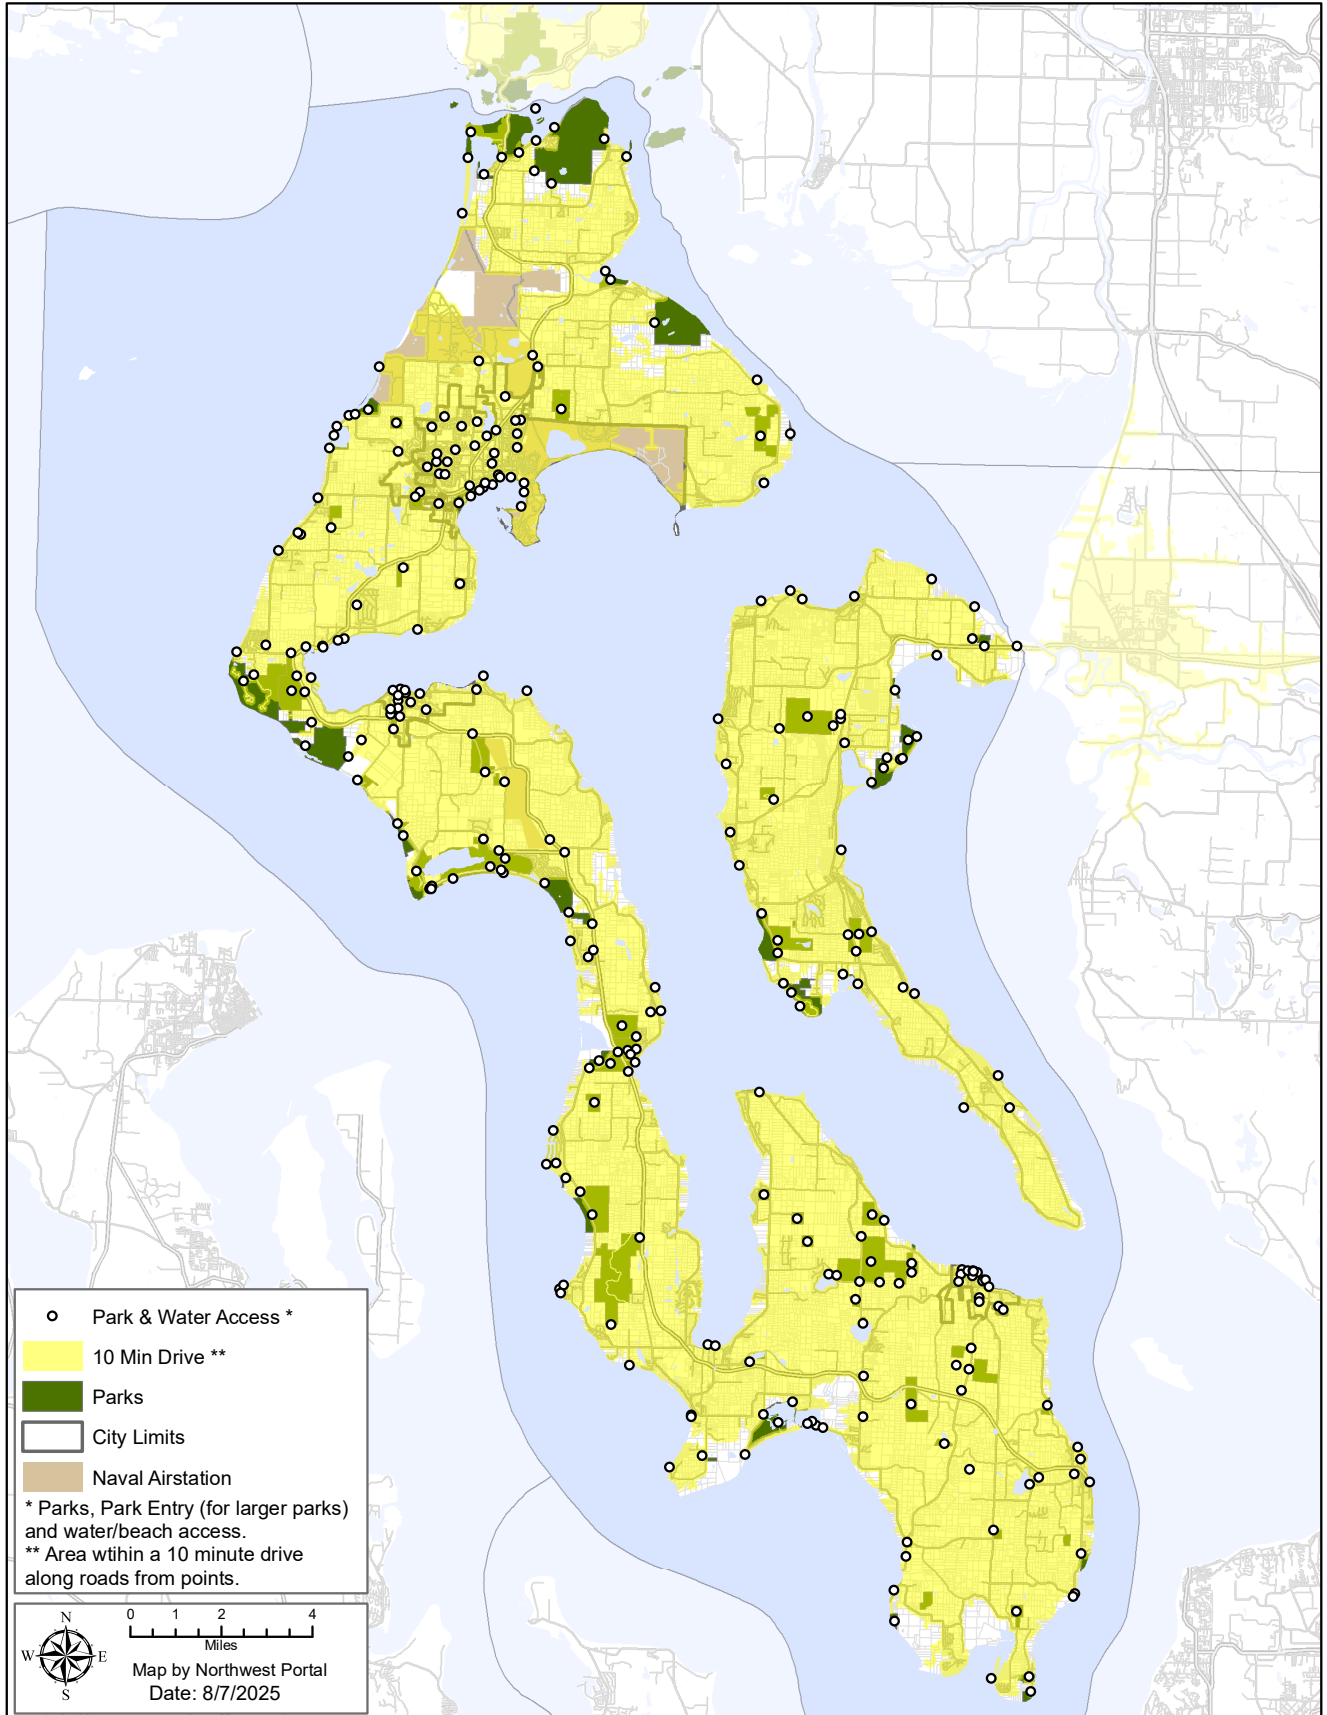 Park & Water Access *
10 Min Drive **
Parks
City Limits
Naval Airstation
* Parks, Park Entry (for larger parks)
and water/beach access.
** Area wtihin a 10 minute drive
along roads from points.
N
W E
S
0 1 2 4
Miles
Map by Northwest Portal
Date: 8/7/2025